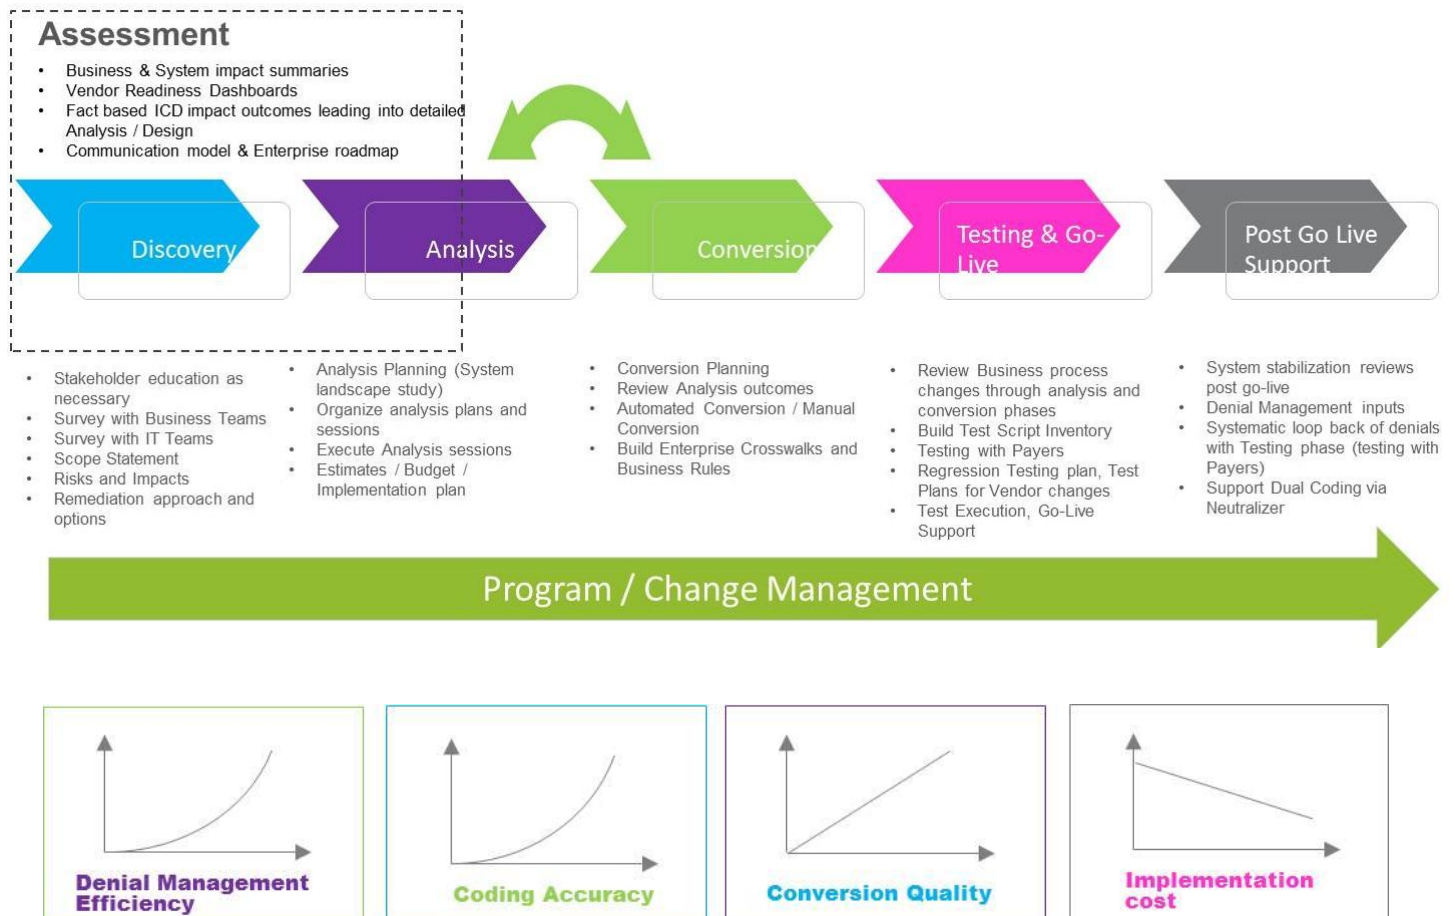 Assessment
• Business & System impact summaries
• Vendor Readiness Dashboards
• Fact based ICD impact outcomes leading into detailed
Analysis / Design
• Communication model & Enterprise roadmap
Discovery
Analysis
Conversion
Testing & Go-
Live
Post Go Live
Support
• Stakeholder education as
necessary
• Survey with Business Teams
• Survey with IT Teams
• Scope Statement
• Risks and Impacts
• Remediation approach and
options
• Analysis Planning (System
landscape study)
• Organize analysis plans and
sessions
• Execute Analysis sessions
• Estimates / Budget /
Implementation plan
• Conversion Planning
• Review Analysis outcomes
• Automated Conversion / Manual
Conversion
• Build Enterprise Crosswalks and
Business Rules
• Review Business process
changes through analysis and
conversion phases
• Build Test Script Inventory
• Testing with Payers
• Regression Testing plan, Test
Plans for Vendor changes
• Test Execution, Go-Live
Support
• System stabilization reviews
post go-live
• Denial Management inputs
• Systematic loop back of denials
with Testing phase (testing with
Payers)
• Support Dual Coding via
Neutralizer
Program / Change Management
Denial Management
Efficiency
Coding Accuracy
Conversion Quality
Implementation
cost